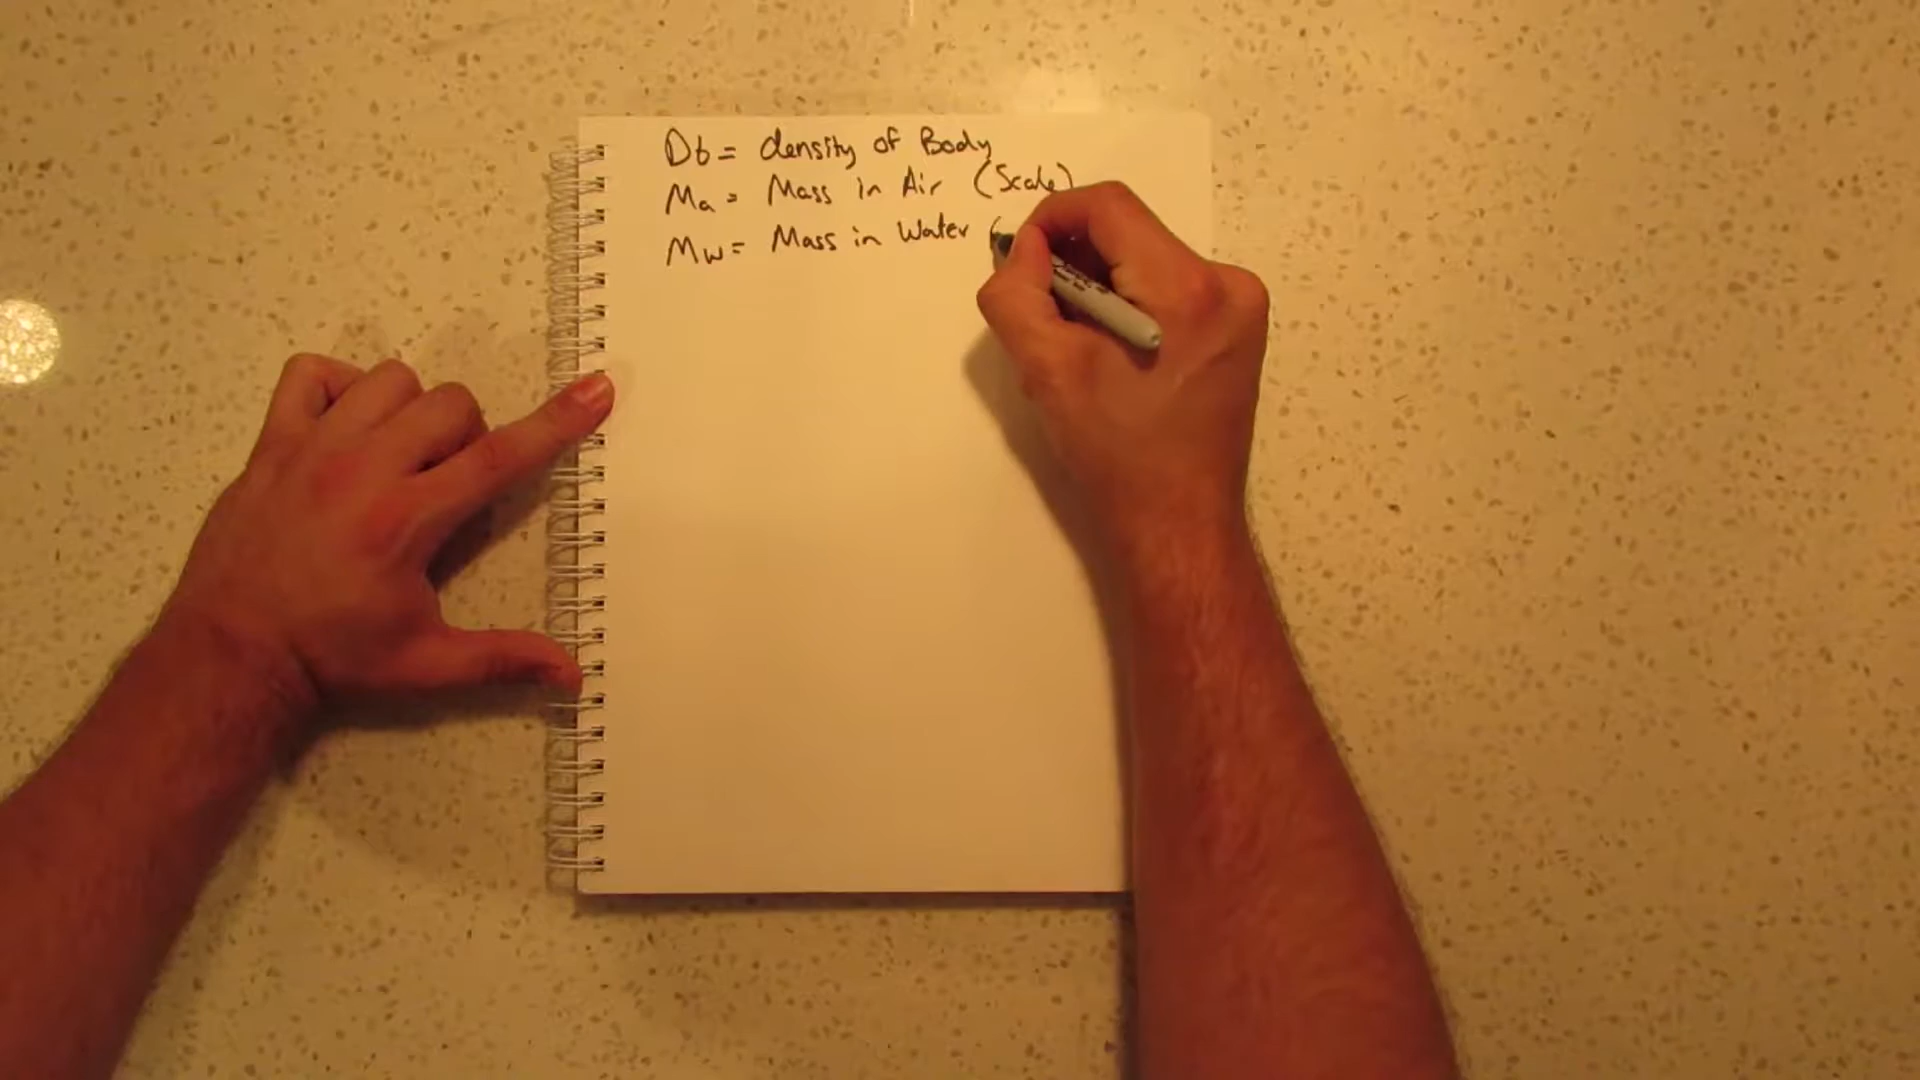 Db = density of Body
Ma = Mass in Air (Scale)
Mw = Mass in Water (